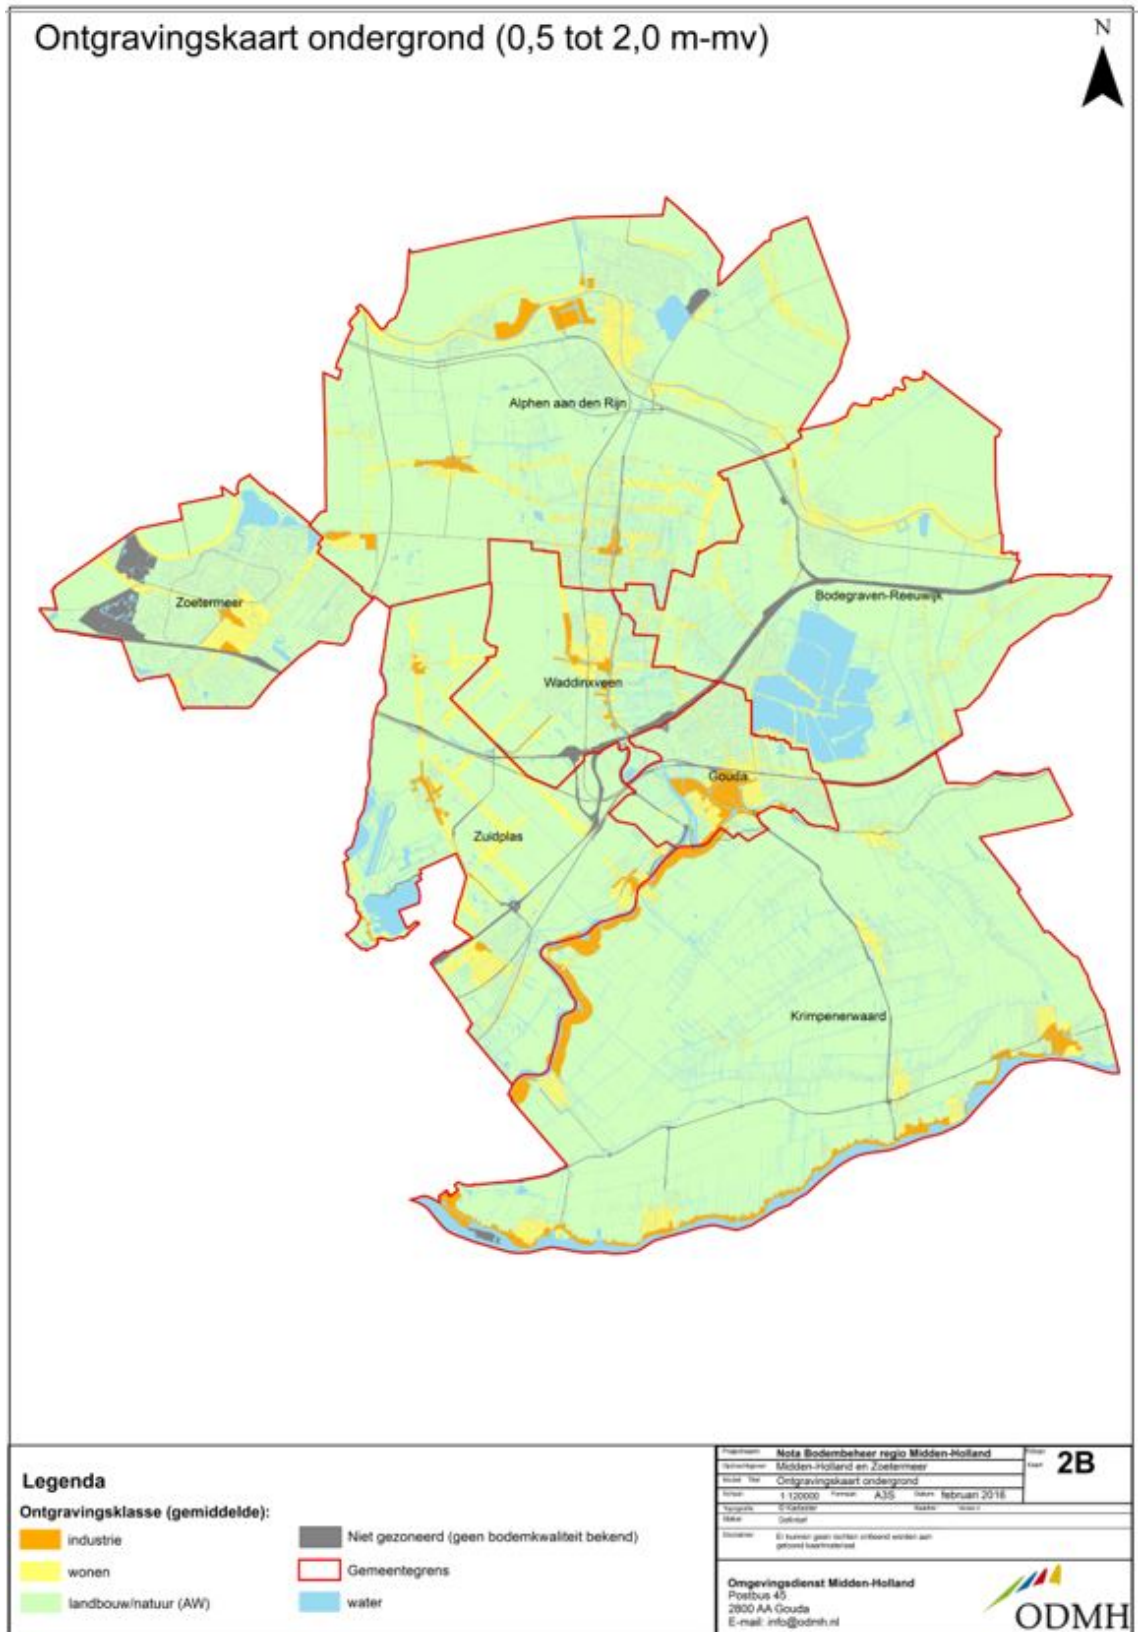 Ontgravingskaart ondergrond (0,5 tot 2,0 m-mv)
N
Alphen aan den Rijn
Zoetermeer
Bodegraven-Reeuwijk
Waddinxveen
Gouda
Zuidplas
Krimpenerwaard
Legenda
Ontgravingsklasse (gemiddelde):
industrie
wonen
landbouw/natuur (AW)
Niet gezoneerd (geen bodemkwaliteit bekend)
Gemeentegrens
water
Nota Bodembeheer regio Midden-Holland
Midden-Holland en Zoetermeer
Ontgravingskaart ondergrond
1:120000 A3S februari 2016
2B
Omgevingsdienst Midden-Holland
Postbus 45
2800 AA Gouda
E-mail: info@odmh.nl
ODMH